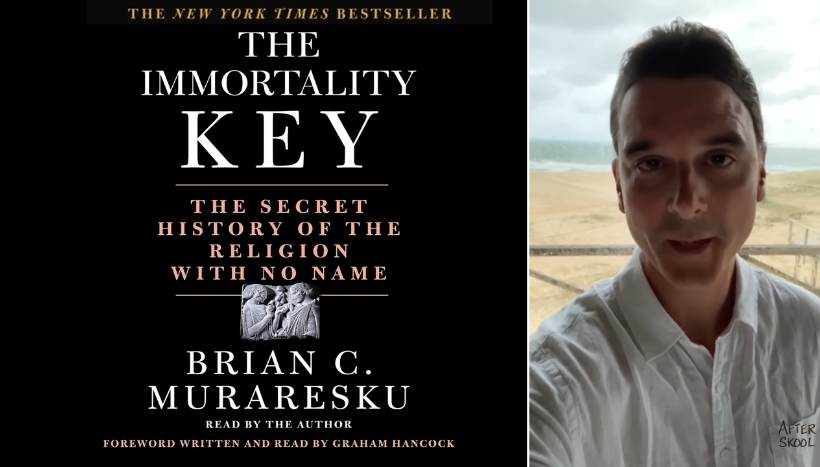 THE NEW YORK TIMES BESTSELLER
THE
IMMORTALITY
KEY
THE SECRET
HISTORY OF THE
RELIGION
WITH NO NAME
BRIAN C.
MURARESKU
READ BY THE AUTHOR
FOREWORD WRITTEN AND READ BY GRAHAM HANCOCK
AFTER
SKOOL